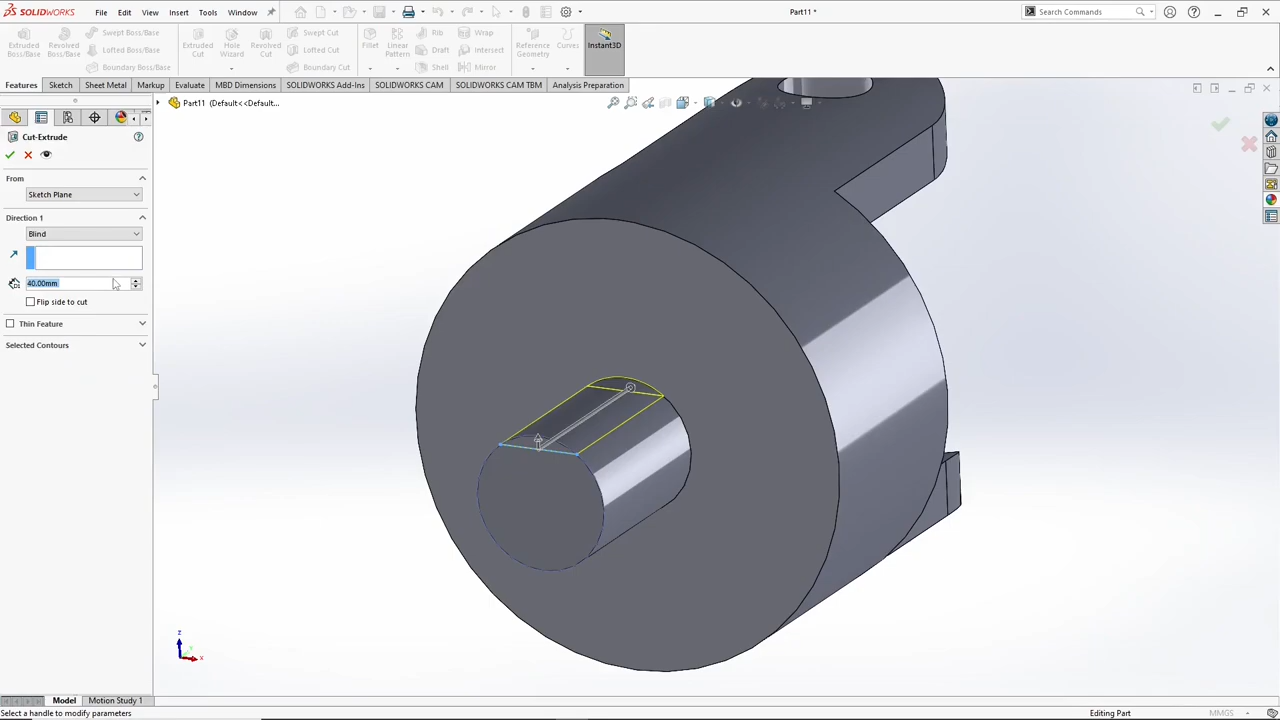 SOLIDWORKS File Edit View Insert Tools Window Part11 * Search Commands
Extruded Boss/Base
Revolved Boss/Base
Swept Boss/Base
Lofted Boss/Base
Boundary Boss/Base
Extruded Cut
Hole Wizard
Revolved Cut
Swept Cut
Lofted Cut
Boundary Cut
Fillet
Linear Pattern
Rib
Draft
Shell
Wrap
Intersect
Mirror
Reference Geometry
Curves
Instant3D
Features Sketch Sheet Metal Markup Evaluate MBD Dimensions SOLIDWORKS Add-Ins SOLIDWORKS CAM SOLIDWORKS CAM TBM Analysis Preparation
Part11 (Default<<Default...
Cut-Extrude
From
Sketch Plane
Direction 1
Blind
40.00mm
Flip side to cut
Thin Feature
Selected Contours
z
x
Model Motion Study 1
Select a handle to modify parameters Editing Part MMGS